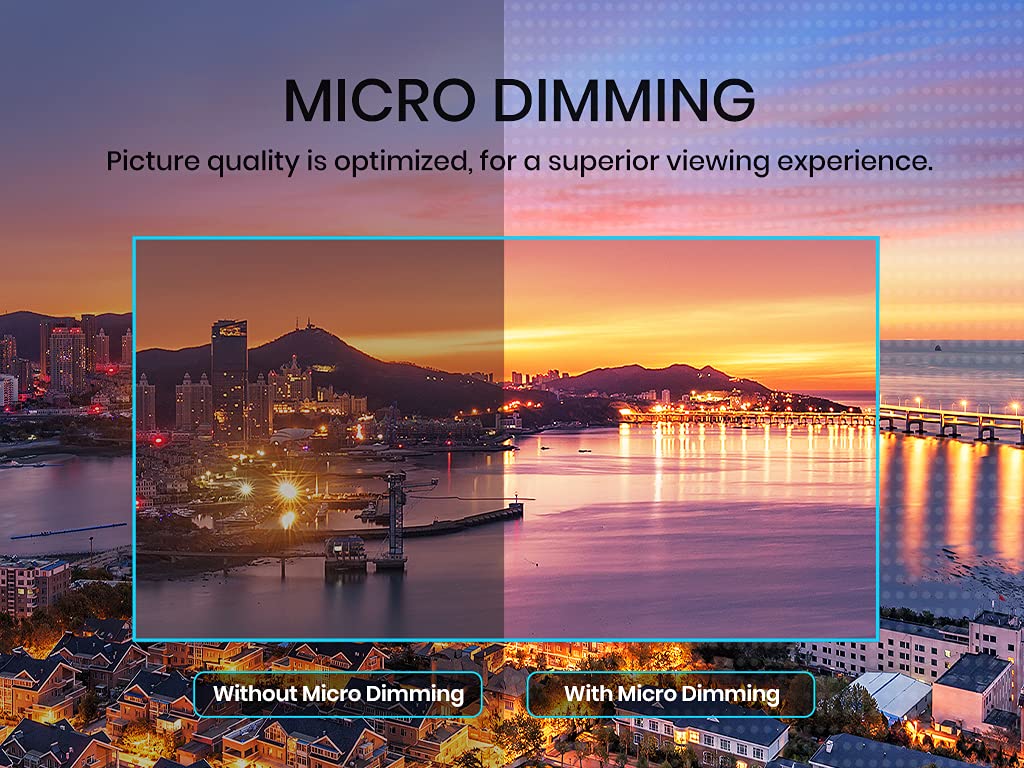 MICRO DIMMING
Picture quality is optimized, for a superior viewing experience.
Without Micro Dimming
With Micro Dimming